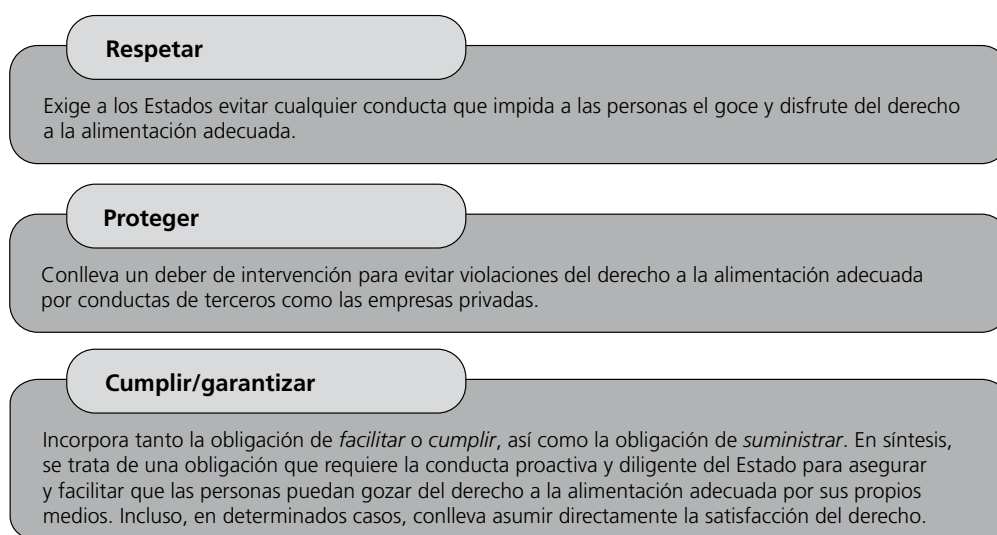 Respetar
Exige a los Estados evitar cualquier conducta que impida a las personas el goce y disfrute del derecho
a la alimentación adecuada.
Proteger
Conlleva un deber de intervención para evitar violaciones del derecho a la alimentación adecuada
por conductas de terceros como las empresas privadas.
Cumplir/garantizar
Incorpora tanto la obligación de facilitar o cumplir, así como la obligación de suministrar. En síntesis,
se trata de una obligación que requiere la conducta proactiva y diligente del Estado para asegurar
y facilitar que las personas puedan gozar del derecho a la alimentación adecuada por sus propios
medios. Incluso, en determinados casos, conlleva asumir directamente la satisfacción del derecho.